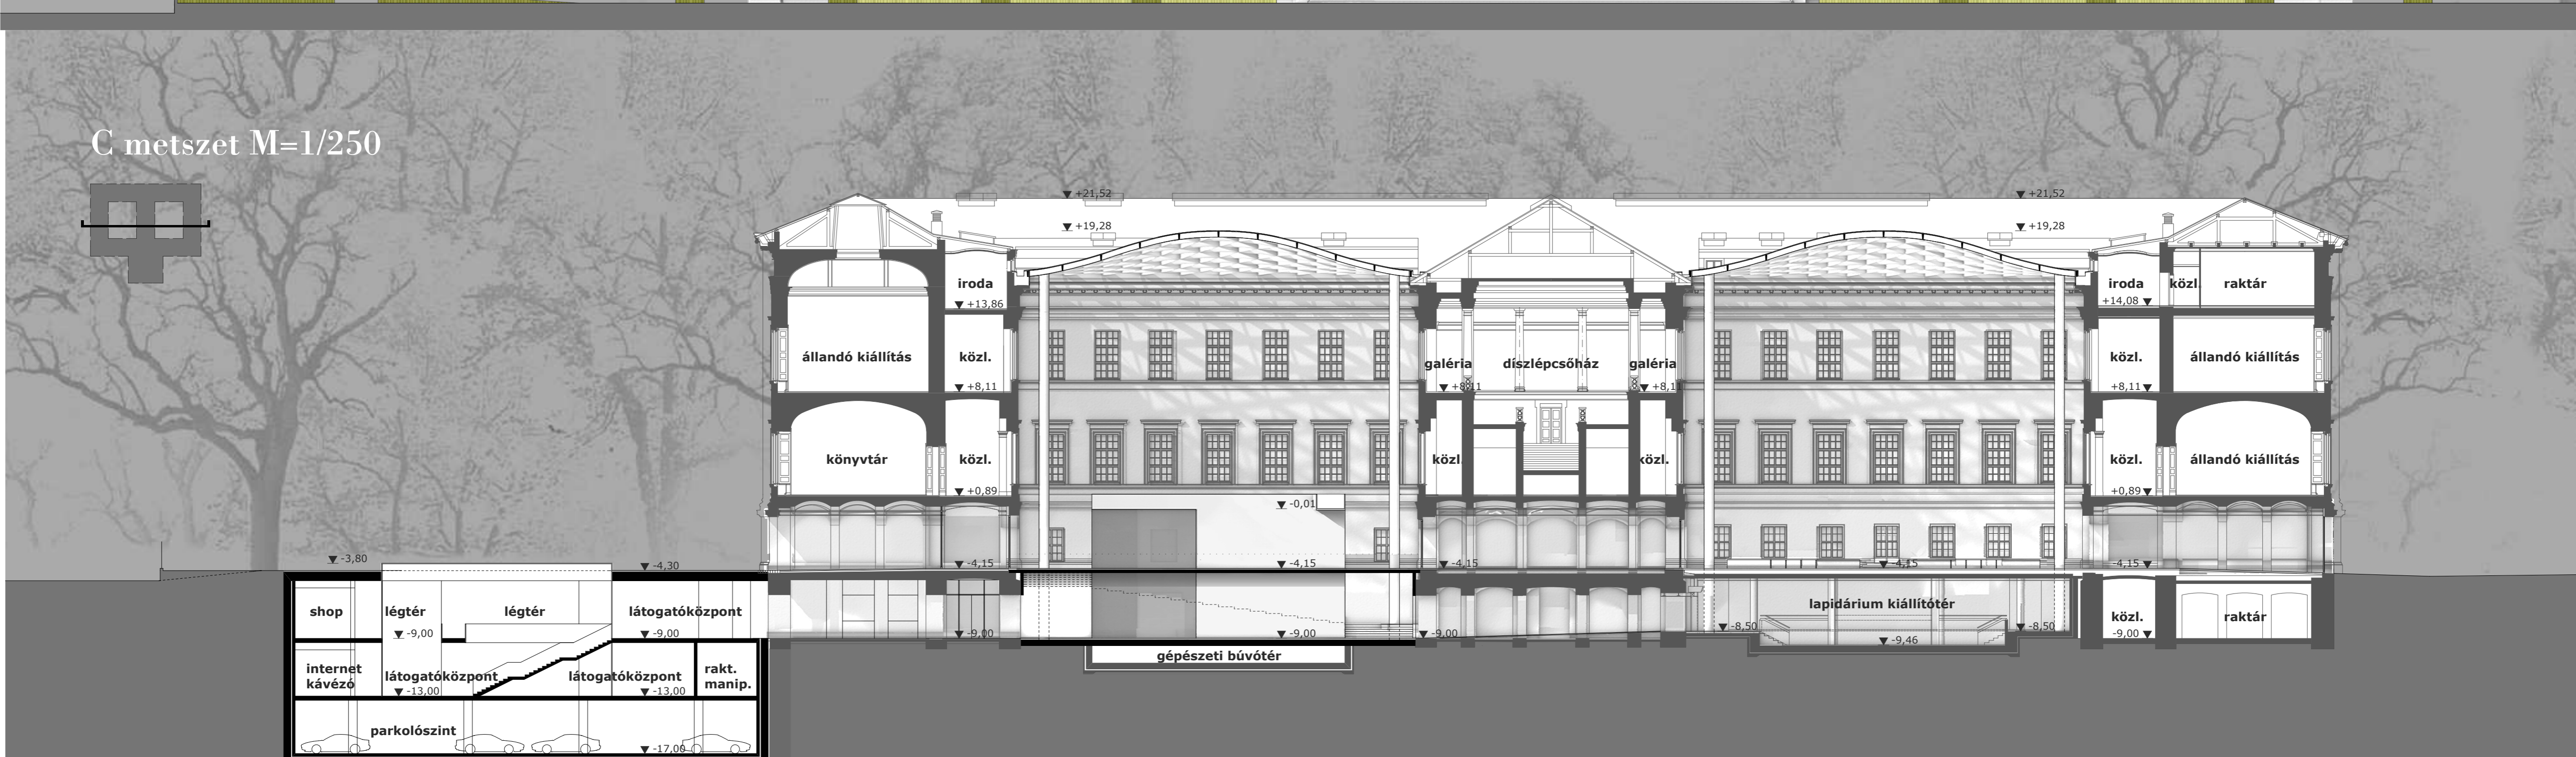 C metszet M=1/250
+21,52
+21,52
+19,28
+19,28
iroda
+13,86
iroda
közl.
raktár
+14,08
állandó kiállítás
közl.
galéria
díszlépcsőház
galéria
közl.
állandó kiállítás
+8,11
+8,11
+8,11
+8,11
könyvtár
közl.
közl.
közl.
közl.
állandó kiállítás
+0,89
+0,89
-0,01
-3,80
-4,30
-4,15
-4,15
-4,15
-4,15
-4,15
shop
légtér
légtér
látogatóközpont
lapidárium kiállítótér
közl.
raktár
-9,00
-9,00
-9,00
-9,00
-9,00
-8,50
-9,46
-8,50
-9,00
gépészeti búvótér
internet
kávézó
látogatóközpont
látogatóközpont
rakt.
manip.
-13,00
-13,00
parkolószint
-17,00